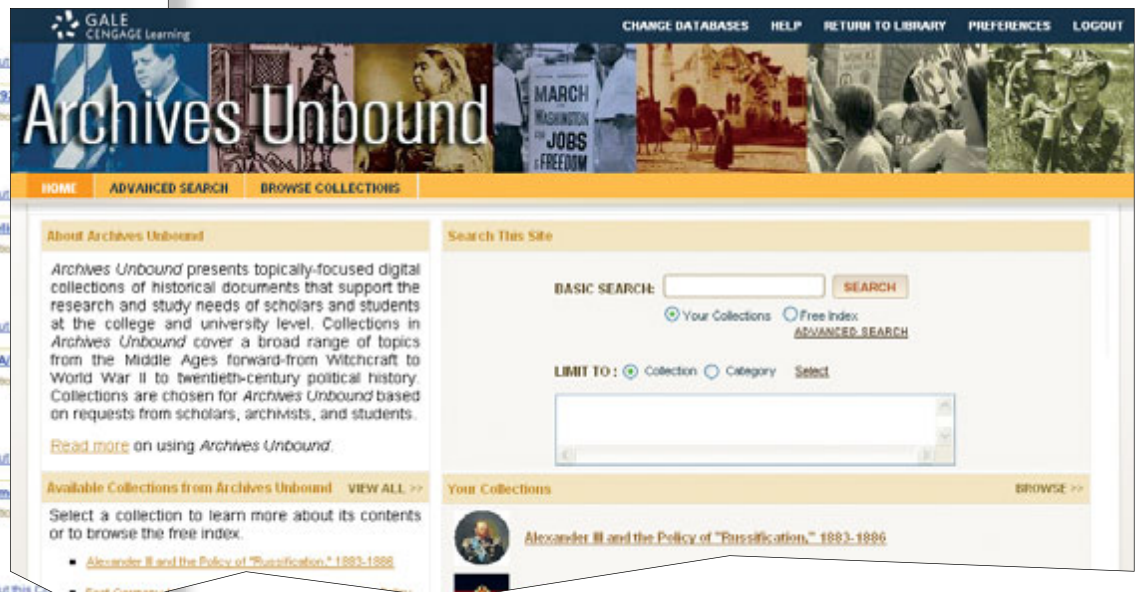 GALE
CENGAGE Learning
CHANGE DATABASES HELP RETURN TO LIBRARY PREFERENCES LOGOUT
Archives Unbound
MARCH
WASHINGTON
FOR JOBS
& FREEDOM
HOME ADVANCED SEARCH BROWSE COLLECTIONS
About Archives Unbound
Archives Unbound presents topically-focused digital
collections of historical documents that support the
research and study needs of scholars and students
at the college and university level. Collections in
Archives Unbound cover a broad range of topics
from the Middle Ages forward-from Witchcraft to
World War II to twentieth-century political history.
Collections are chosen for Archives Unbound based
on requests from scholars, archivists, and students.
Read more on using Archives Unbound.
Available Collections from Archives Unbound VIEW ALL >>
Select a collection to learn more about its contents
or to browse the free index.
Alexander III and the Policy of "Russification," 1883-1886
Search This Site
BASIC SEARCH: SEARCH
Your Collections Free Index
ADVANCED SEARCH
LIMIT TO : Collection Category Select
Your Collections BROWSE >>
Alexander III and the Policy of "Russification," 1883-1886